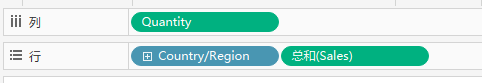 列 Quantity
行 Country/Region 总和(Sales)